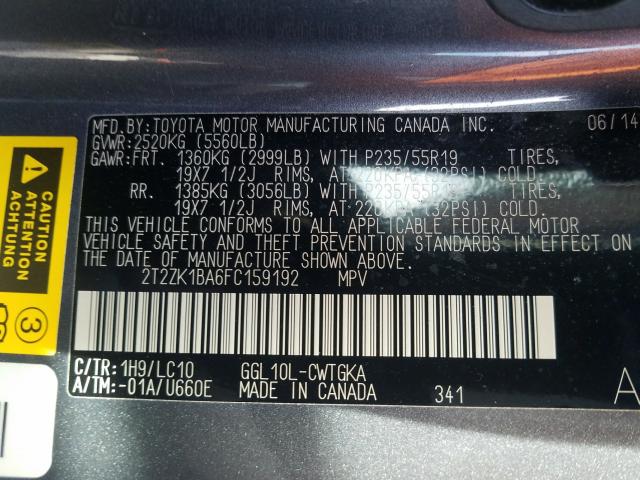 MFD.BY:TOYOTA MOTOR MANUFACTURING CANADA INC. 06/14
GVWR:2520KG (5560LB)
GAWR:FRT. 1360KG (2999LB) WITH P235/55R19 TIRES,
19X7 1/2J RIMS, AT COLD.
RR. 1385KG (3056LB) WITH TIRES,
19X7 1/2J RIMS, AT COLD.
THIS VEHICLE CONFORMS TO ALL APPLICABLE FEDERAL MOTOR
VEHICLE SAFETY AND THEFT PREVENTION STANDARDS IN EFFECT ON
THE DATE OF MANUFACTURE SHOWN ABOVE.
2T2ZK1BA6FC159192 MPV
C/TR:1H9/LC10 GGL10L-CWTGKA
A/TM:-01A/U660E MADE IN CANADA 341
A
CAUTION
ATTENTION
ACHTUNG
3